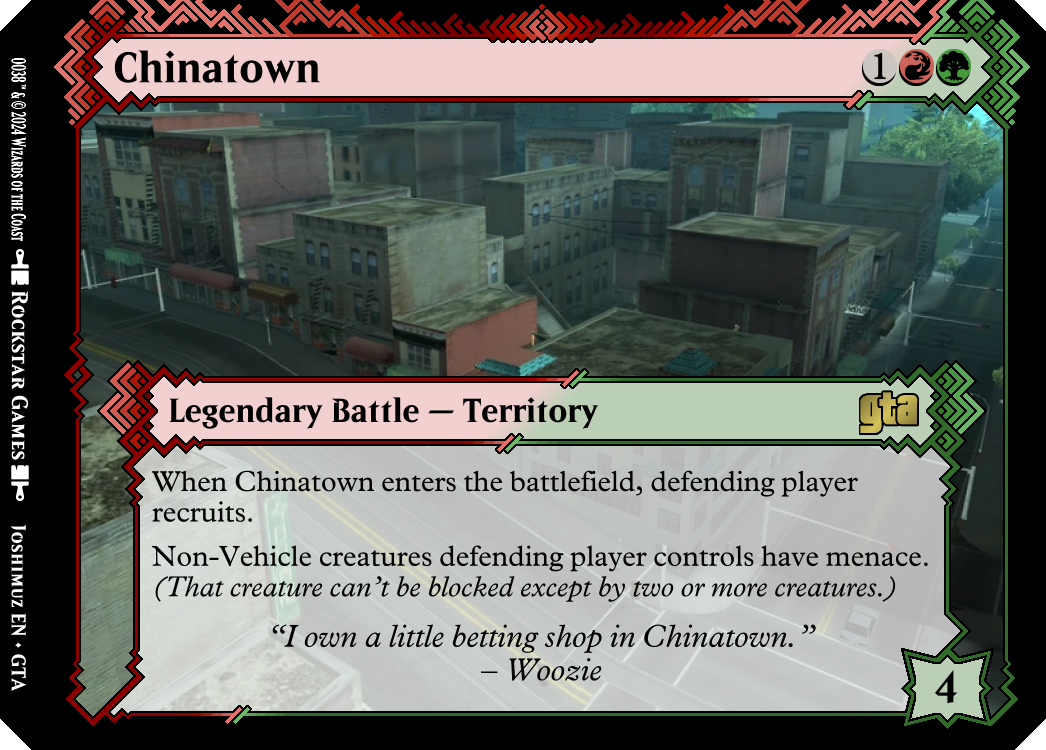 Chinatown
1
Legendary Battle — Territory
gta
When Chinatown enters the battlefield, defending player
recruits.
Non-Vehicle creatures defending player controls have menace.
(That creature can't be blocked except by two or more creatures.)
“I own a little betting shop in Chinatown.”
– Woozie
4
0038 ™ & © 2024 Wizards of the Coast Rockstar Games Joshimuz EN • GTA